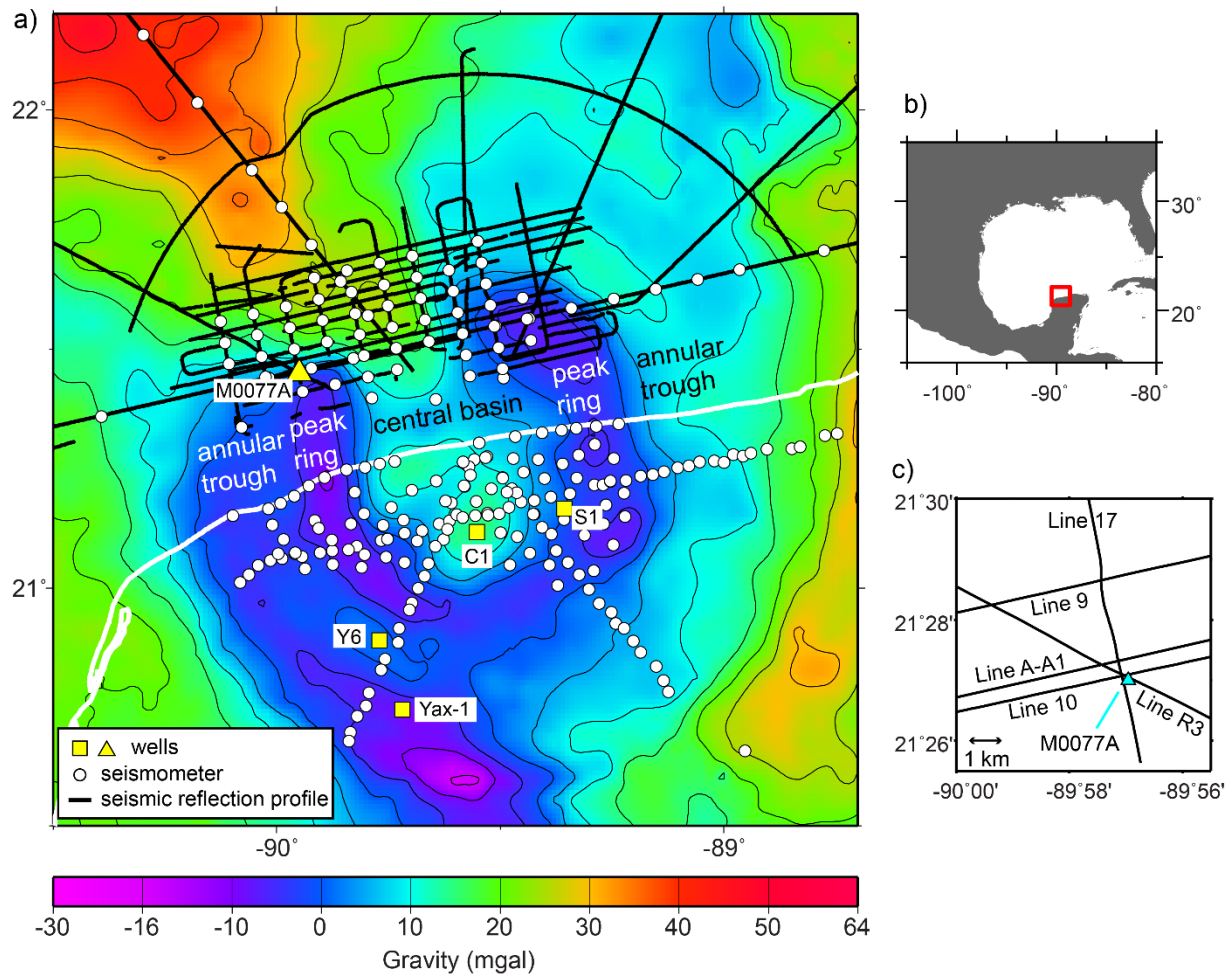 a)
22
21
-90˚
-89˚
M0077A
annular
trough
peak
ring
central basin
peak
ring
annular
trough
S1
C1
Y6
Yax-1
wells
seismometer
seismic reflection profile
-30
-16
-10
0
10
20
30
40
50
64
Gravity (mgal)
b)
-100˚
-90˚
-80˚
30˚
20˚
c)
21˚30'
21˚28'
21˚26'
Line 17
Line 9
Line A-A1
Line 10
Line R3
M0077A
1 km
-90˚00'
-89˚58'
-89˚56'